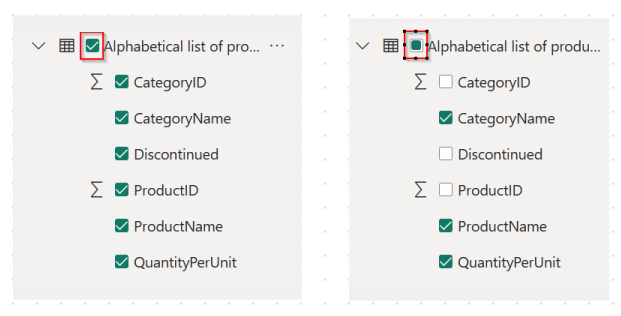 Alphabetical list of pro... ...
∑ CategoryID
CategoryName
Discontinued
∑ ProductID
ProductName
QuantityPerUnit
Alphabetical list of produ...
∑ CategoryID
CategoryName
Discontinued
∑ ProductID
ProductName
QuantityPerUnit